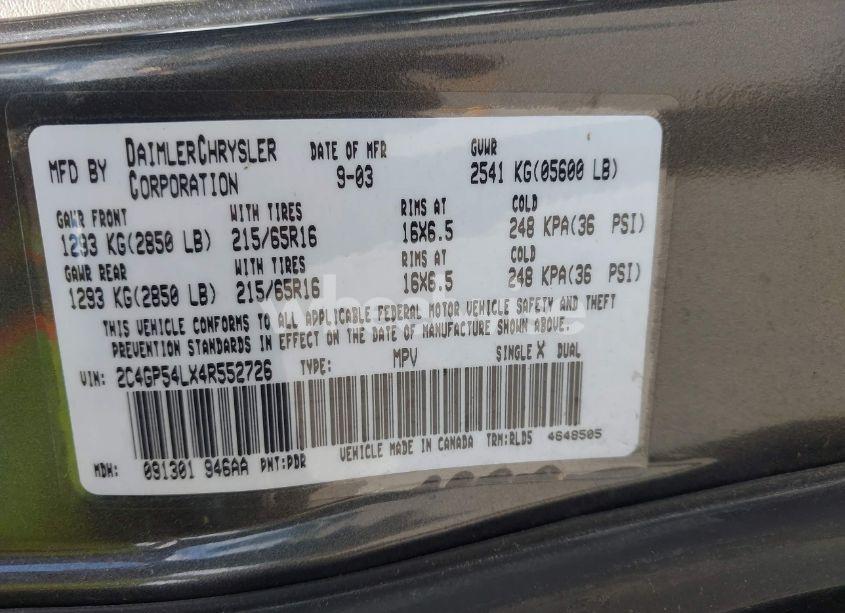 MFD BY DAIMLERCHRYSLER CORPORATION DATE OF MFR 9-03 GVWR 2541 KG(05600 LB)
GAWR FRONT WITH TIRES RIMS AT COLD
1293 KG(2850 LB) 215/65R16 16X6.5 248 KPA(36 PSI)
GAWR REAR WITH TIRES RIMS AT COLD
1293 KG(2850 LB) 215/65R16 16X6.5 248 KPA(36 PSI)
THIS VEHICLE CONFORMS TO ALL APPLICABLE FEDERAL MOTOR VEHICLE SAFETY AND THEFT
PREVENTION STANDARDS IN EFFECT ON THE DATE OF MANUFACTURE SHOWN ABOVE.
VIN: 2C4GP54LX4R552726 TYPE: MPV SINGLE X DUAL
MDH: 091301 946AA PNT:PDR VEHICLE MADE IN CANADA TRM:RLD5 4648505